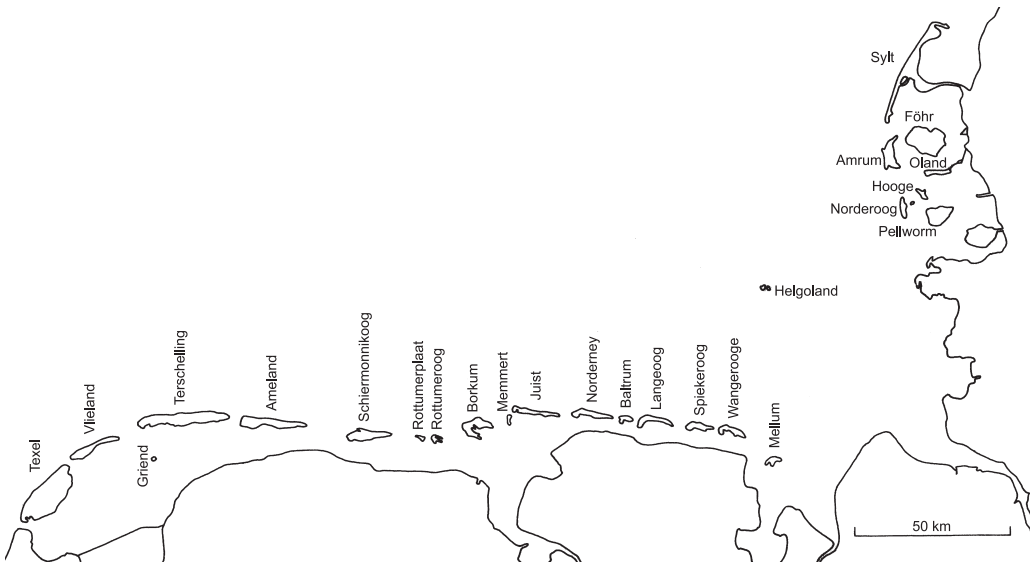 Sylt
Föhr
Amrum
Oland
Hooge
Norderoog
Pellworm
Helgoland
Texel
Vlieland
Griend
Terschelling
Ameland
Schiermonnikoog
Rottumerplaat
Rottumeroog
Borkum
Memmert
Juist
Norderney
Baltrum
Langeoog
Spiekeroog
Wangerooge
Mellum
50 km